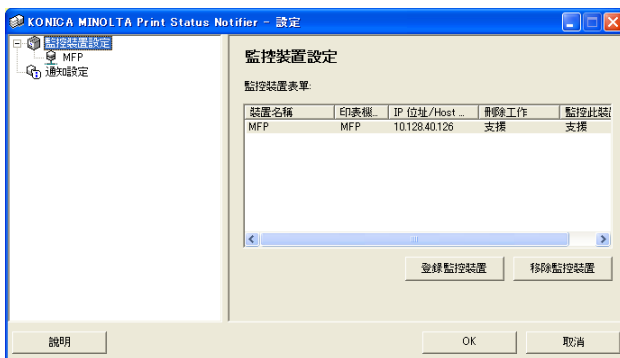 KONICA MINOLTA Print Status Notifier - 設定
監控裝置設定
MFP
通知設定
監控裝置設定
監控裝置表單:
裝置名稱 印表機... IP 位址/Host ... 刪除工作 監控此裝
MFP MFP 10.128.40.126 支援 支援
登錄監控裝置 移除監控裝置
說明 OK 取消